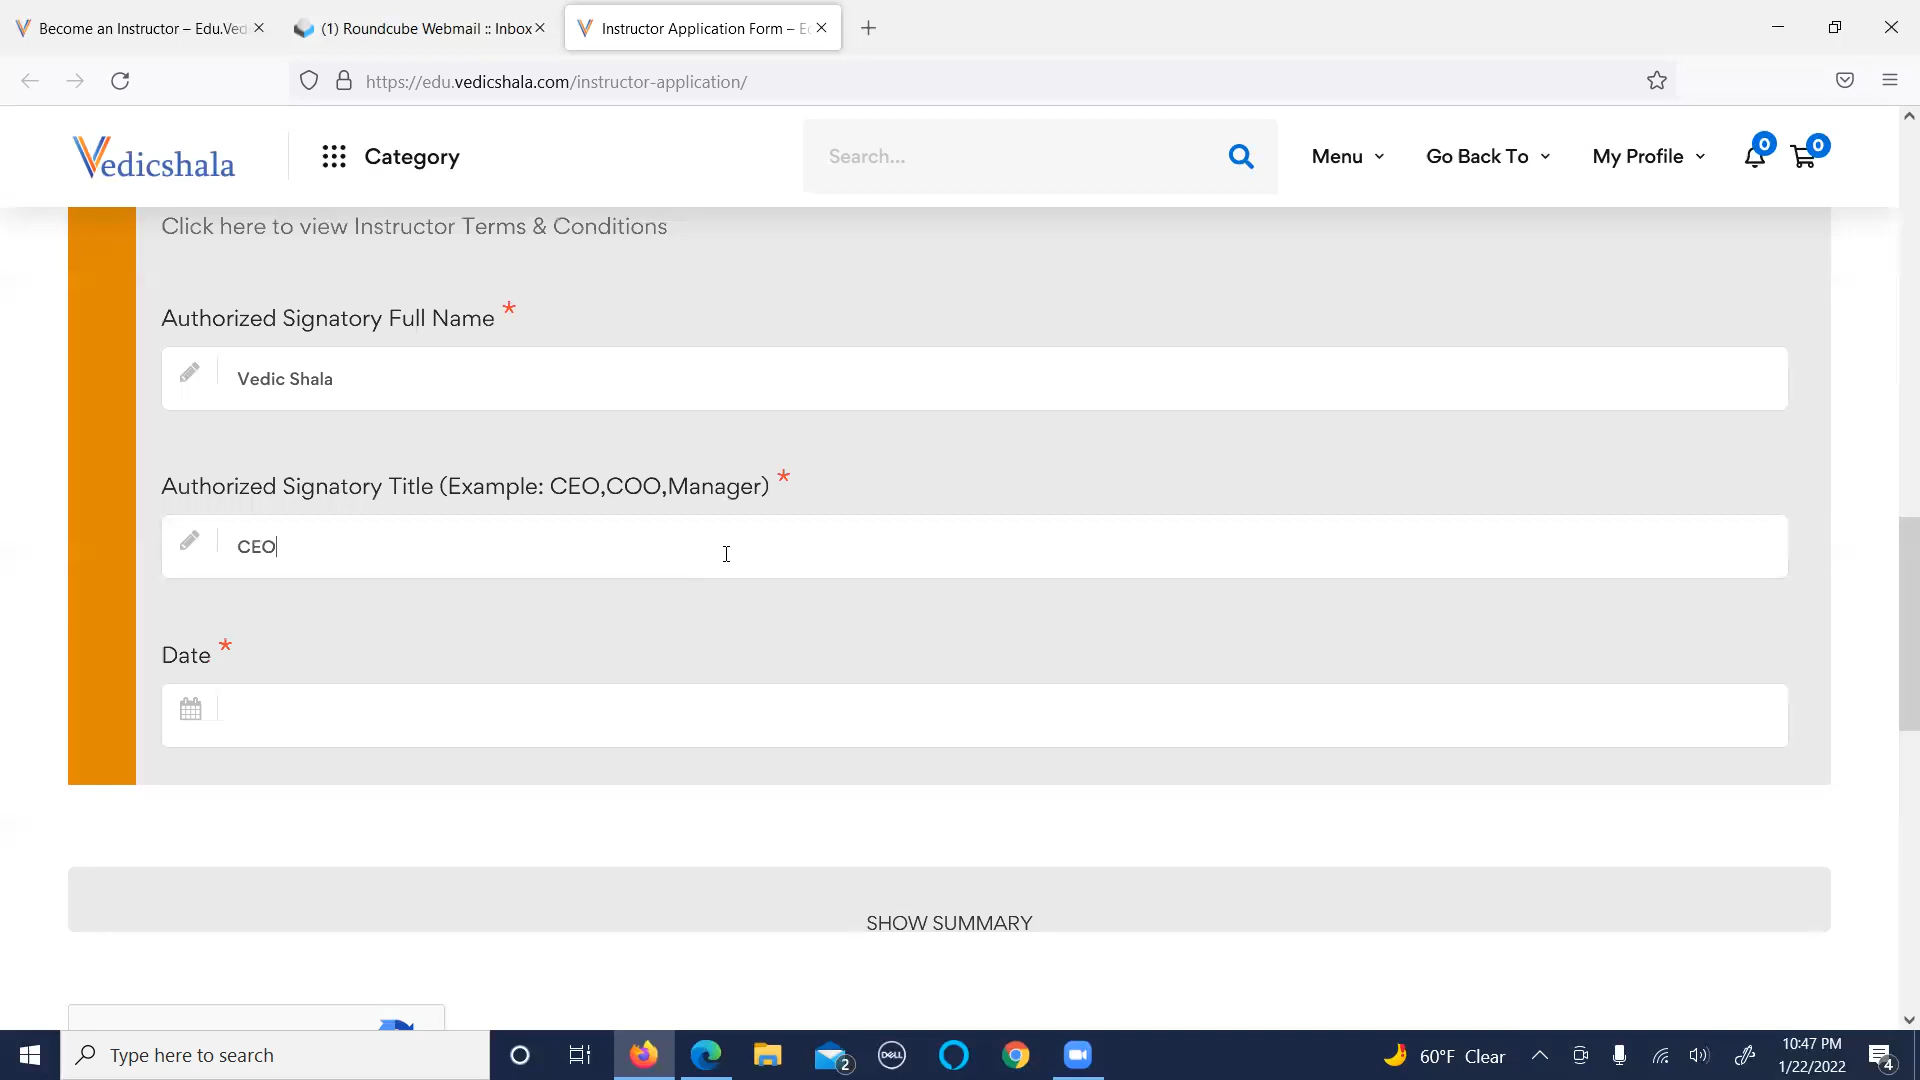 Become an Instructor – Edu.Ved
(1) Roundcube Webmail :: Inbox
Instructor Application Form – Ed
https://edu.vedicshala.com/instructor-application/
Vedicshala
Category
Search...
Menu
Go Back To
My Profile
0
0
Click here to view Instructor Terms & Conditions
Authorized Signatory Full Name *
Vedic Shala
Authorized Signatory Title (Example: CEO,COO,Manager) *
CEO
Date *
SHOW SUMMARY
Type here to search
2
DELL
60°F Clear
10:47 PM
1/22/2022
4